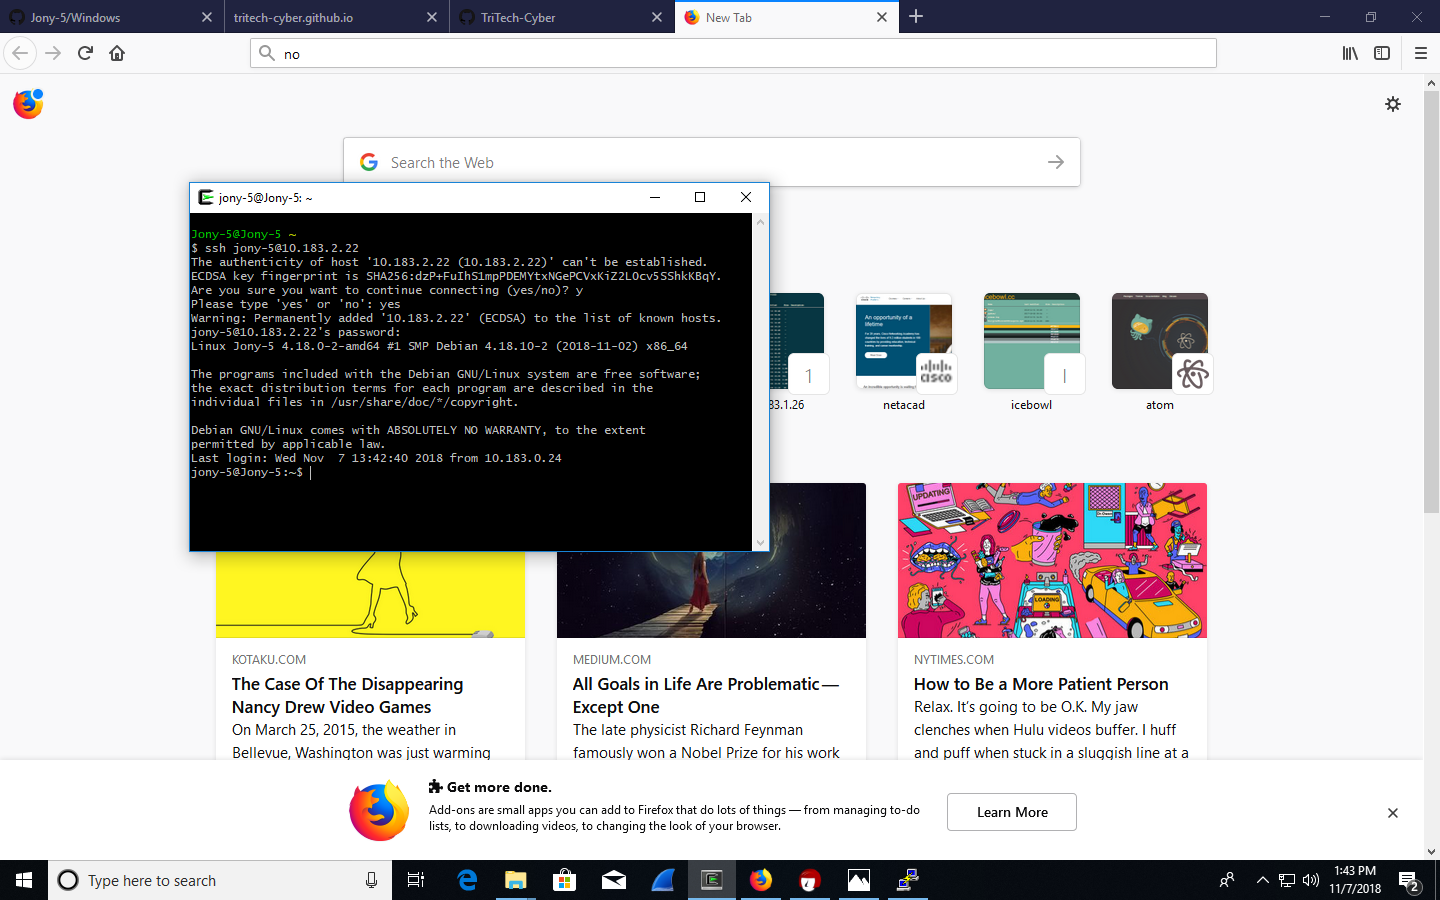 Jony-5/Windows
tritech-cyber.github.io
TriTech-Cyber
New Tab
no
Search the Web
jony-5@Jony-5: ~
Jony-5@Jony-5 ~
$ ssh jony-5@10.183.2.22
The authenticity of host '10.183.2.22 (10.183.2.22)' can't be established.
ECDSA key fingerprint is SHA256:dzP+FuIhS1mpPDEMYtxNGePCVxKiZ2LOcv5SShkKBqY.
Are you sure you want to continue connecting (yes/no)? y
Please type 'yes' or 'no': yes
Warning: Permanently added '10.183.2.22' (ECDSA) to the list of known hosts.
jony-5@10.183.2.22's password:
Linux Jony-5 4.18.0-2-amd64 #1 SMP Debian 4.18.10-2 (2018-11-02) x86_64
The programs included with the Debian GNU/Linux system are free software;
the exact distribution terms for each program are described in the
individual files in /usr/share/doc/*/copyright.
Debian GNU/Linux comes with ABSOLUTELY NO WARRANTY, to the extent
permitted by applicable law.
Last login: Wed Nov  7 13:42:40 2018 from 10.183.0.24
jony-5@Jony-5:~$
An opportunity of a
lifetime
icebowl.cc
1
CISCO
I
83.1.26
netacad
icebowl
atom
UPDATING
LOADING
KOTAKU.COM
The Case Of The Disappearing
Nancy Drew Video Games
On March 25, 2015, the weather in
Bellevue, Washington was just warming
MEDIUM.COM
All Goals in Life Are Problematic —
Except One
The late physicist Richard Feynman
famously won a Nobel Prize for his work
NYTIMES.COM
How to Be a More Patient Person
Relax. It's going to be O.K. My jaw
clenches when Hulu videos buffer. I huff
and puff when stuck in a sluggish line at a
Get more done.
Add-ons are small apps you can add to Firefox that do lots of things — from managing to-do
lists, to downloading videos, to changing the look of your browser.
Learn More
Type here to search
1:43 PM
11/7/2018
2